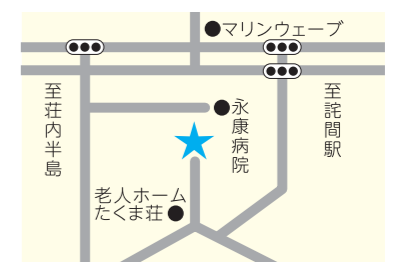 マリンウェーブ
至荘内半島
永康病院
至詫間駅
老人ホーム
たくま荘